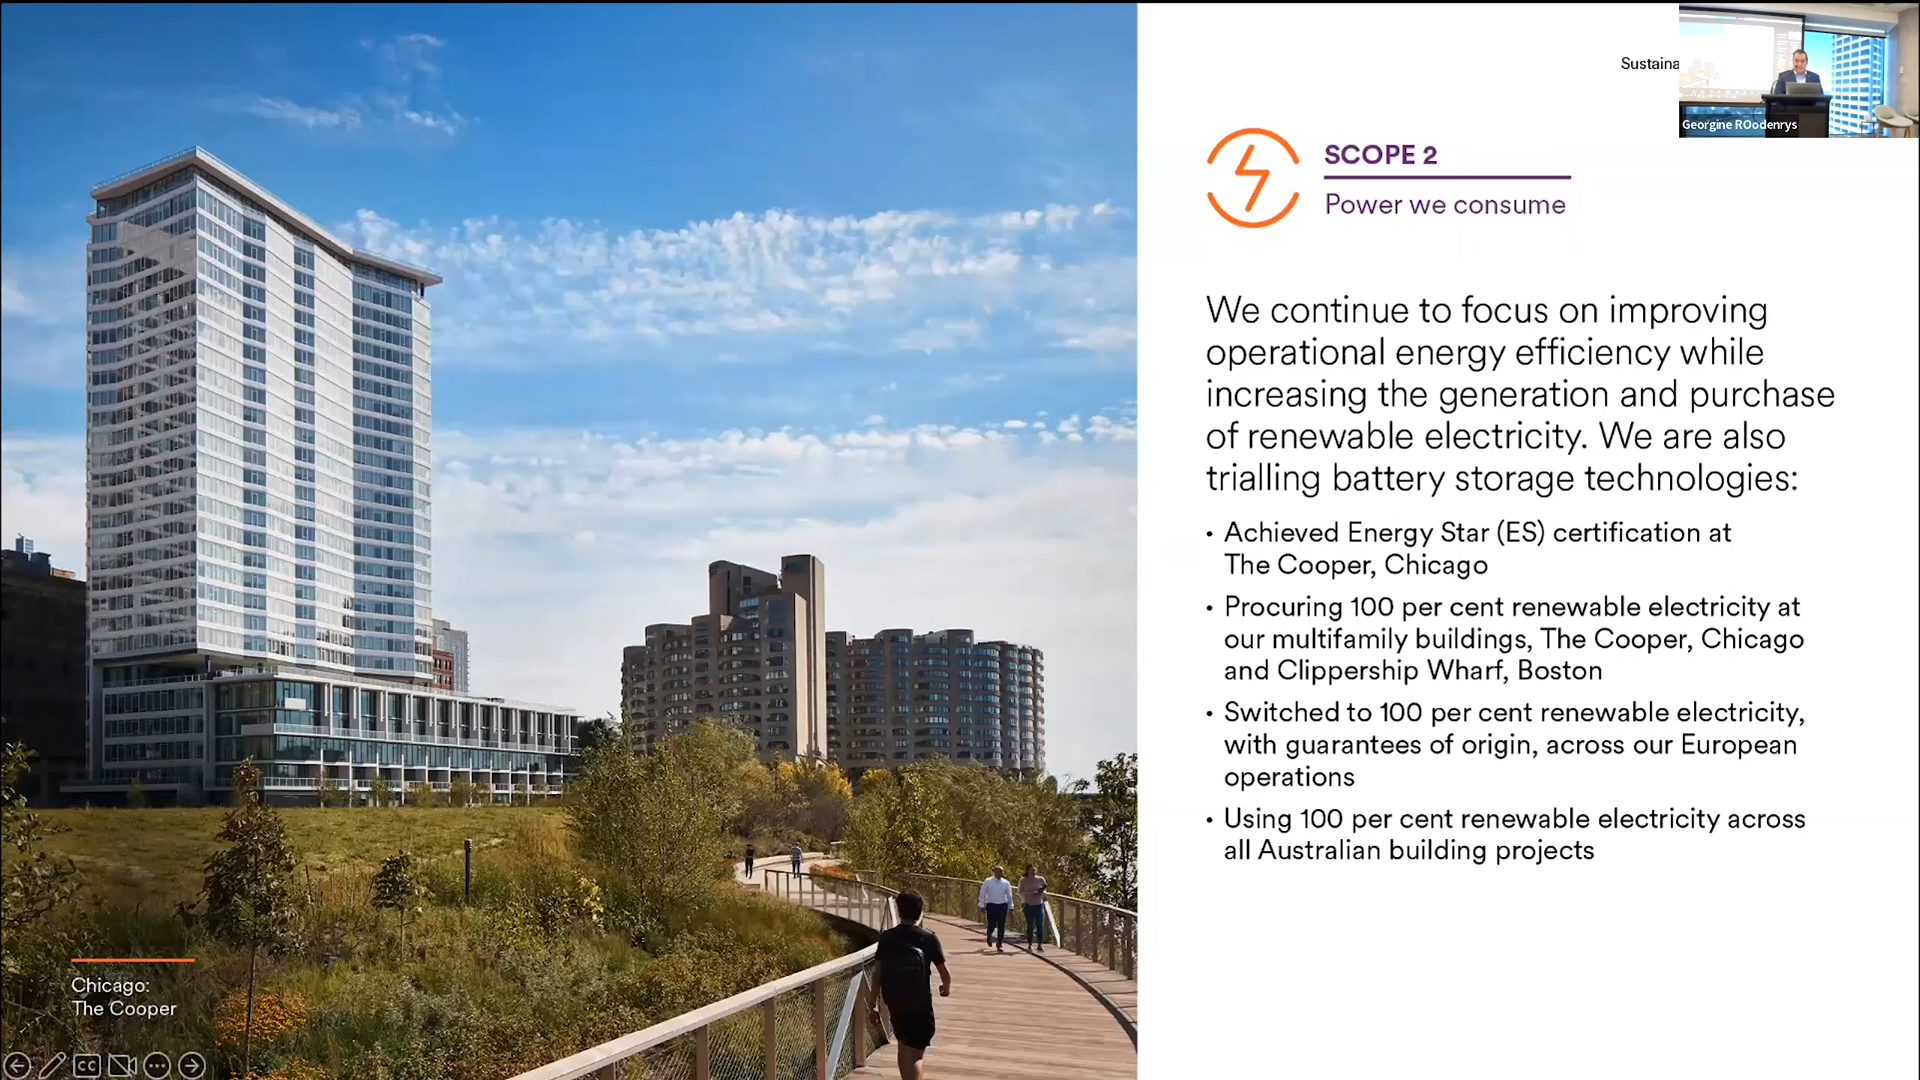 Sustaina
Georgine ROodenrys
SCOPE 2
Power we consume
We continue to focus on improving
operational energy efficiency while
increasing the generation and purchase
of renewable electricity. We are also
trialling battery storage technologies:
• Achieved Energy Star (ES) certification at
The Cooper, Chicago
• Procuring 100 per cent renewable electricity at
our multifamily buildings, The Cooper, Chicago
and Clippership Wharf, Boston
• Switched to 100 per cent renewable electricity,
with guarantees of origin, across our European
operations
• Using 100 per cent renewable electricity across
all Australian building projects
Chicago:
The Cooper
CC